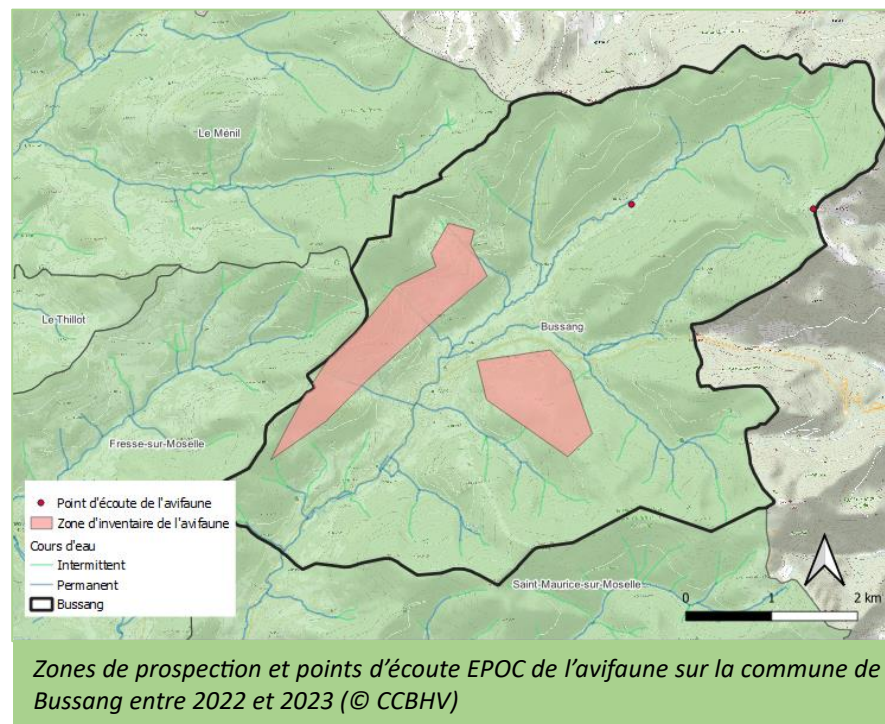 Le Ménil
Le Thillot
Bussang
Fresse-sur-Moselle
Saint-Maurice-sur-Moselle
Point d'écoute de l'avifaune
Zone d'inventaire de l'avifaune
Cours d'eau
Intermittent
Permanent
Bussang
0 1 2 km
Zones de prospection et points d'écoute EPOC de l'avifaune sur la commune de
Bussang entre 2022 et 2023 (© CCBHV)